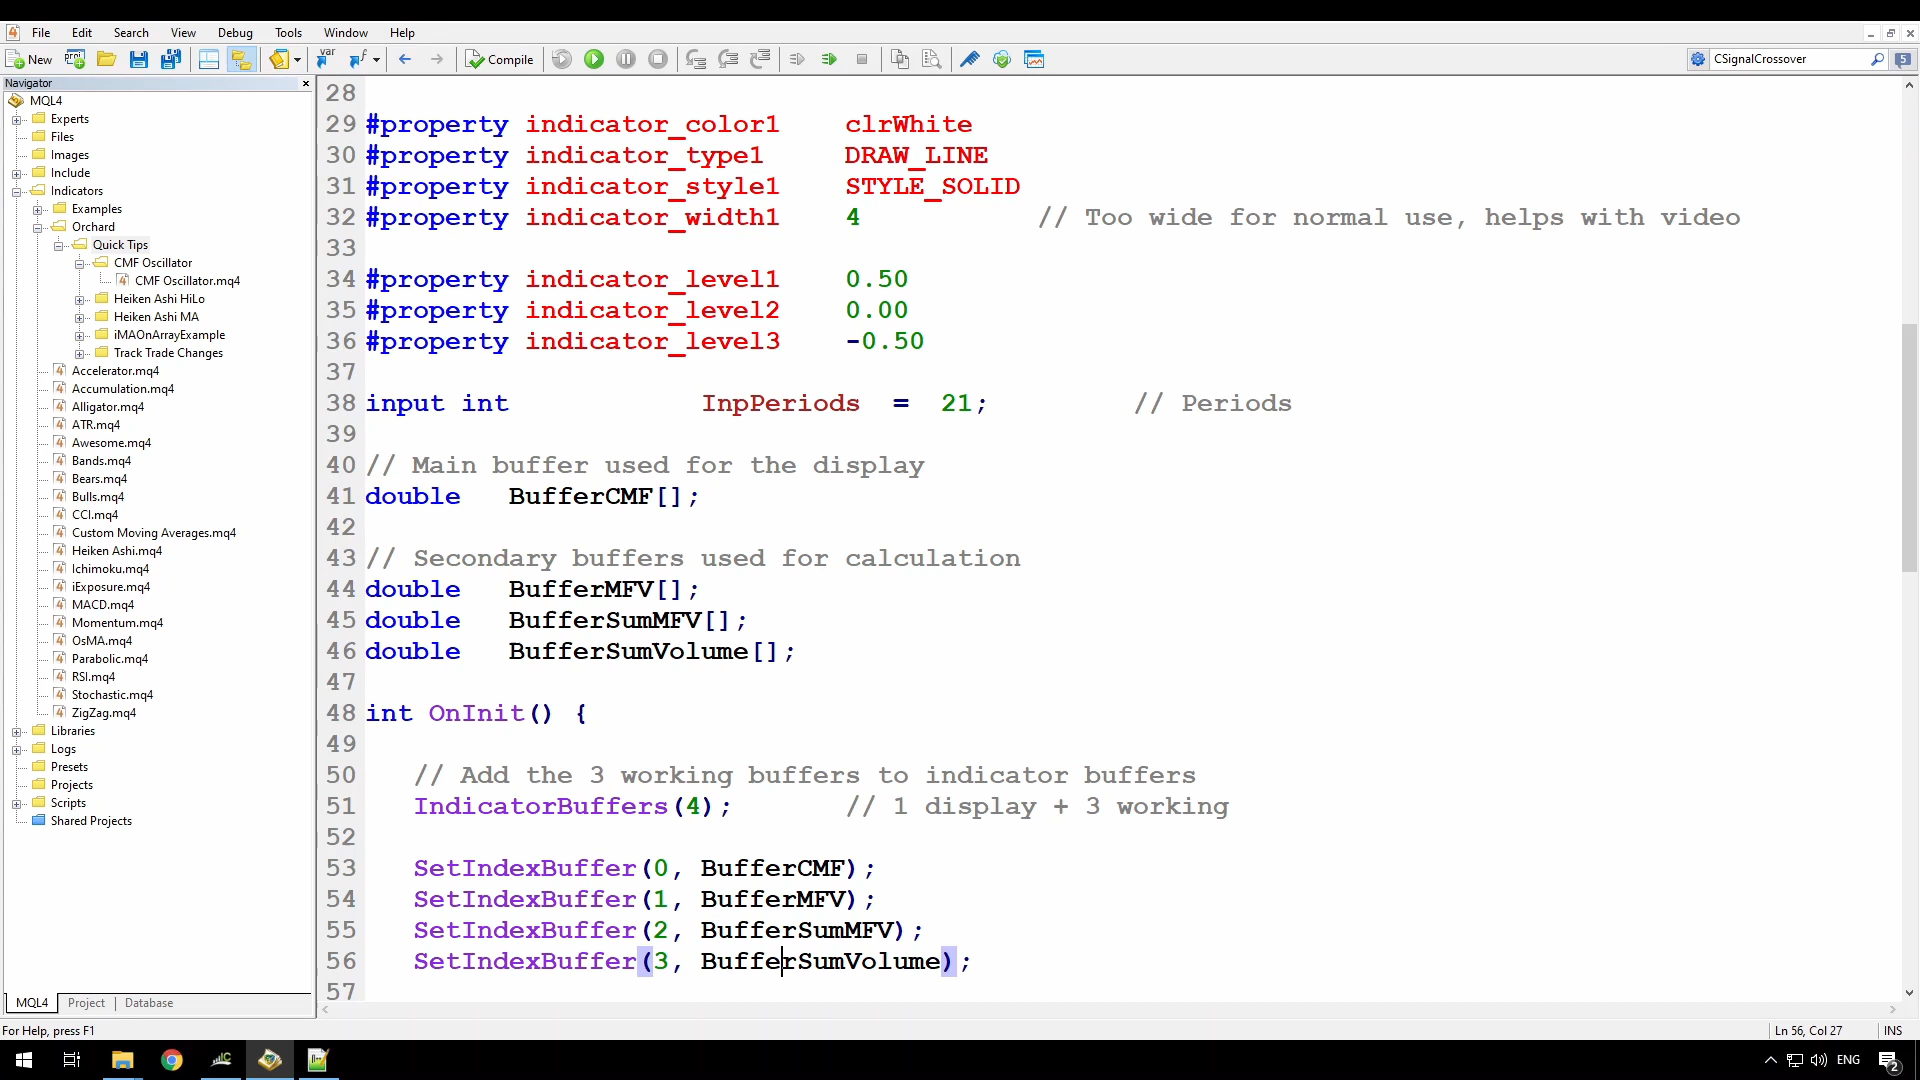 File Edit Search View Debug Tools Window Help
New Compile CSignalCrossover 5
Navigator
MQL4
Experts
Files
Images
Include
Indicators
Examples
Orchard
Quick Tips
CMF Oscillator
CMF Oscillator.mq4
Heiken Ashi HiLo
Heiken Ashi MA
iMAOnArrayExample
Track Trade Changes
Accelerator.mq4
Accumulation.mq4
Alligator.mq4
ATR.mq4
Awesome.mq4
Bands.mq4
Bears.mq4
Bulls.mq4
CCI.mq4
Custom Moving Averages.mq4
Heiken Ashi.mq4
Ichimoku.mq4
iExposure.mq4
MACD.mq4
Momentum.mq4
OsMA.mq4
Parabolic.mq4
RSI.mq4
Stochastic.mq4
ZigZag.mq4
Libraries
Logs
Presets
Projects
Scripts
Shared Projects
MQL4 Project Database
28
29 #property indicator_color1 clrWhite
30 #property indicator_type1 DRAW_LINE
31 #property indicator_style1 STYLE_SOLID
32 #property indicator_width1 4 // Too wide for normal use, helps with video
33
34 #property indicator_level1 0.50
35 #property indicator_level2 0.00
36 #property indicator_level3 -0.50
37
38 input int InpPeriods = 21; // Periods
39
40 // Main buffer used for the display
41 double BufferCMF[];
42
43 // Secondary buffers used for calculation
44 double BufferMFV[];
45 double BufferSumMFV[];
46 double BufferSumVolume[];
47
48 int OnInit() {
49
50 // Add the 3 working buffers to indicator buffers
51 IndicatorBuffers(4); // 1 display + 3 working
52
53 SetIndexBuffer(0, BufferCMF);
54 SetIndexBuffer(1, BufferMFV);
55 SetIndexBuffer(2, BufferSumMFV);
56 SetIndexBuffer(3, BufferSumVolume);
57
For Help, press F1 Ln 56, Col 27 INS
ENG 2